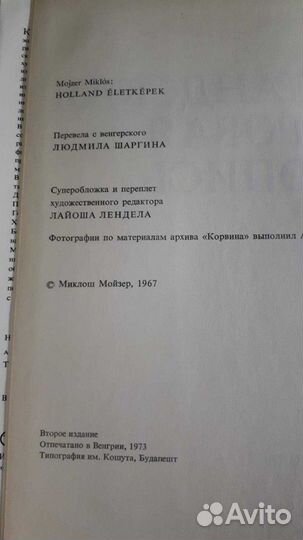 Mojzer Miklós:
HOLLAND ÉLETKÉPEK
Перевела с венгерского
ЛЮДМИЛА ШАРГИНА
Суперобложка и переплет
художественного редактора
ЛАЙОША ЛЕНДЕЛА
Фотографии по материалам архива «Корвина» выполнил
© Миклош Мойзер, 1967
Второе издание
Отпечатано в Венгрии, 1973
Типография им. Кошута, Будапешт
Avito